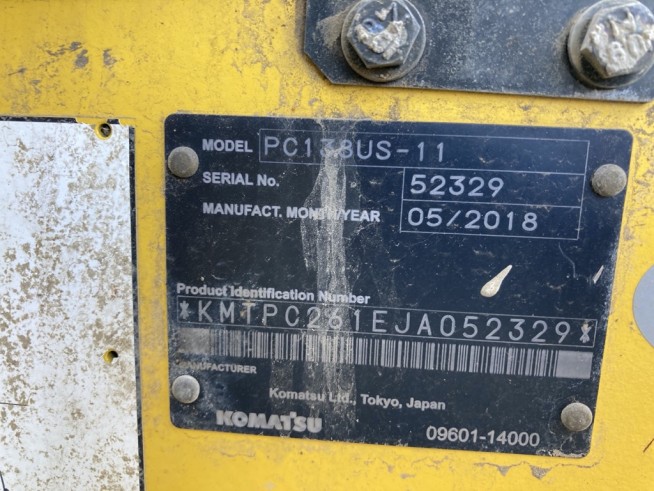 MODEL PC138US-11
SERIAL No. 52329
MANUFACT. MONTH/YEAR 05/2018
Product Identification Number
*KMTPC261EJA052329*
MANUFACTURER
Komatsu Ltd., Tokyo, Japan
KOMATSU
09601-14000